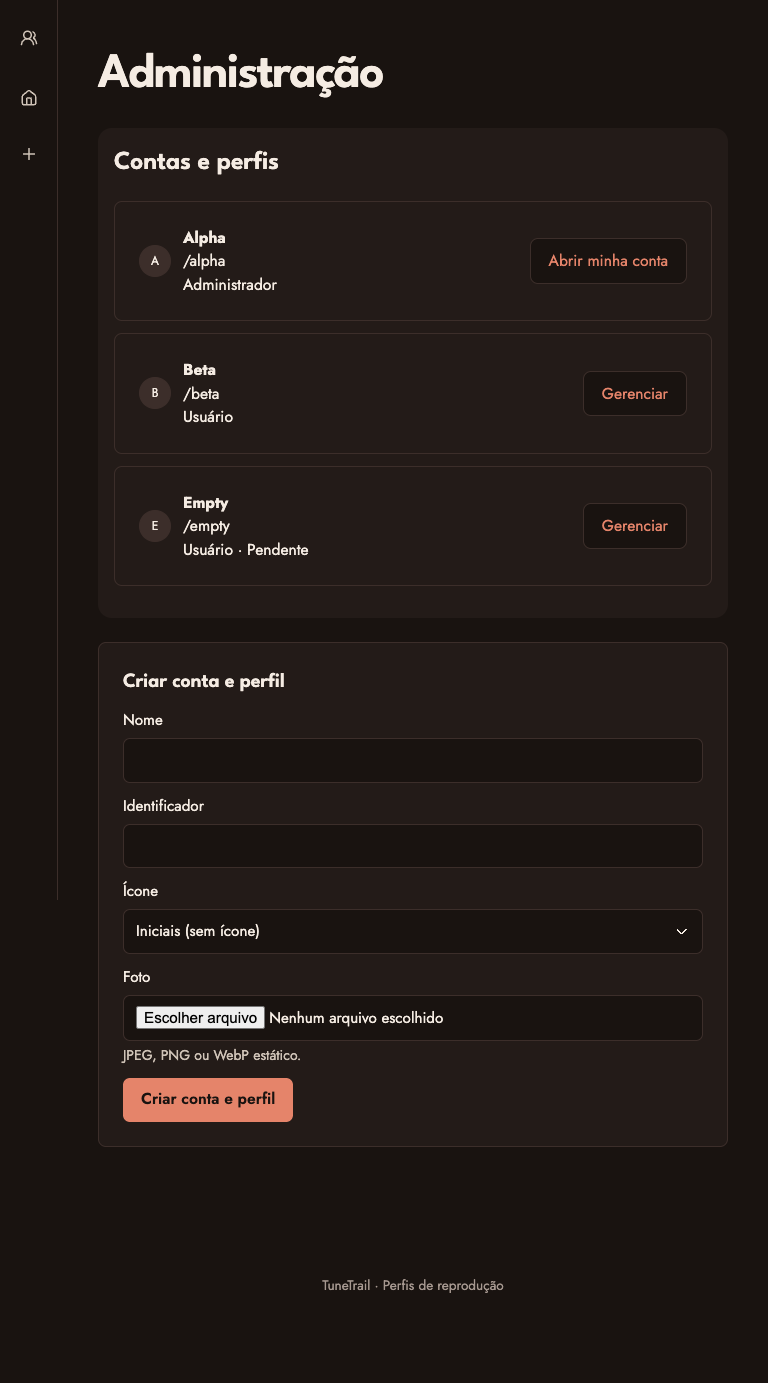 Administração
Contas e perfis
A
Alpha
/alpha
Administrador
Abrir minha conta
B
Beta
/beta
Usuário
Gerenciar
E
Empty
/empty
Usuário · Pendente
Gerenciar
Criar conta e perfil
Nome
Identificador
Ícone
Iniciais (sem ícone)
Foto
Escolher arquivo Nenhum arquivo escolhido
JPEG, PNG ou WebP estático.
Criar conta e perfil
TuneTrail · Perfis de reprodução